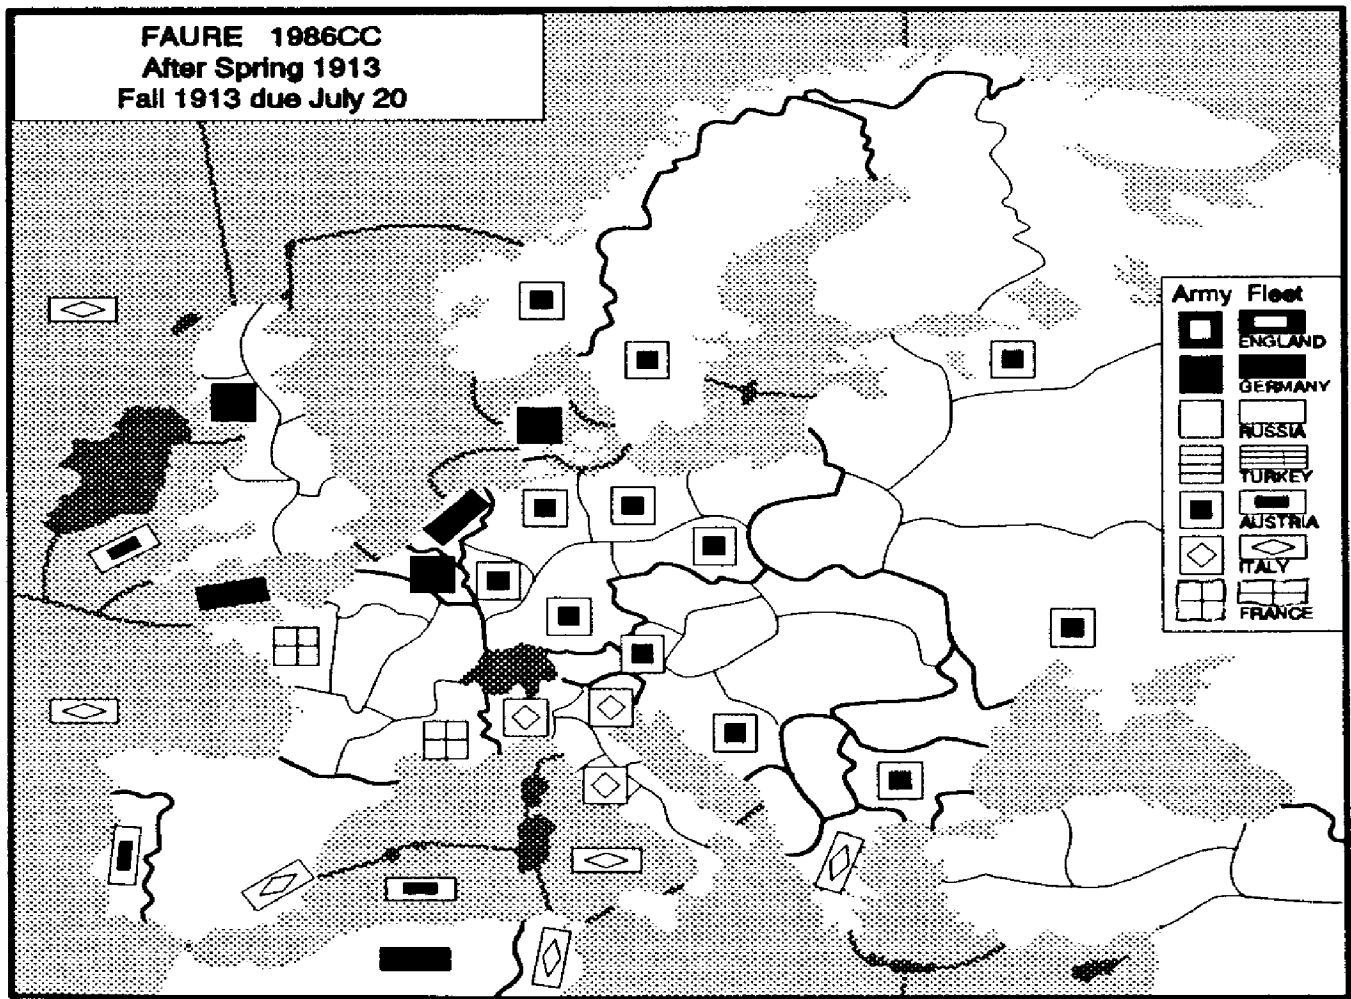 FAURE 1986CC
After Spring 1913
Fall 1913 due July 20
Army Fleet
ENGLAND
GERMANY
RUSSIA
TURKEY
AUSTRIA
ITALY
FRANCE